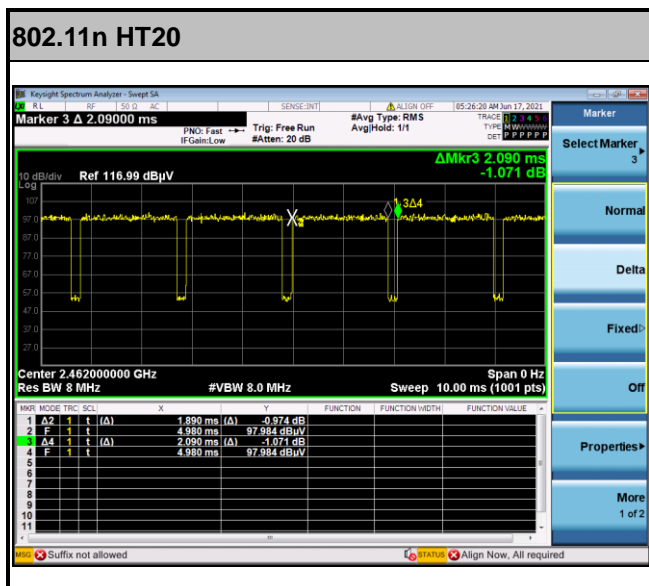 802.11n HT20
Keysight Spectrum Analyzer - Swept SA
RL RF 50 Ω AC SENSE:INT ALIGN OFF 05:26:20 AM Jun 17, 2021
Marker 3 Δ 2.09000 ms
PNO: Fast
IFGain:Low
Trig: Free Run
#Atten: 20 dB
#Avg Type: RMS
Avg|Hold: 1/1
TRACE 1 2 3 4 5 6
TYPE MWWWWW
DET P P P P P P
ΔMkr3 2.090 ms
-1.071 dB
10 dB/div Ref 116.99 dBµV
Log
107
97.0
87.0
77.0
67.0
57.0
47.0
37.0
27.0
3Δ4
Center 2.462000000 GHz Span 0 Hz
Res BW 8 MHz #VBW 8.0 MHz Sweep 10.00 ms (1001 pts)
MKR MODE TRC SCL X Y FUNCTION FUNCTION WIDTH FUNCTION VALUE
1 Δ2 1 t (Δ) 1.890 ms (Δ) -0.974 dB
2 F 1 t 4.980 ms 97.984 dBµV
3 Δ4 1 t (Δ) 2.090 ms (Δ) -1.071 dB
4 F 1 t 4.980 ms 97.984 dBµV
5
6
7
8
9
10
11
MSG Suffix not allowed STATUS Align Now, All required
Marker
Select Marker
3
Normal
Delta
Fixed
Off
Properties
More
1 of 2